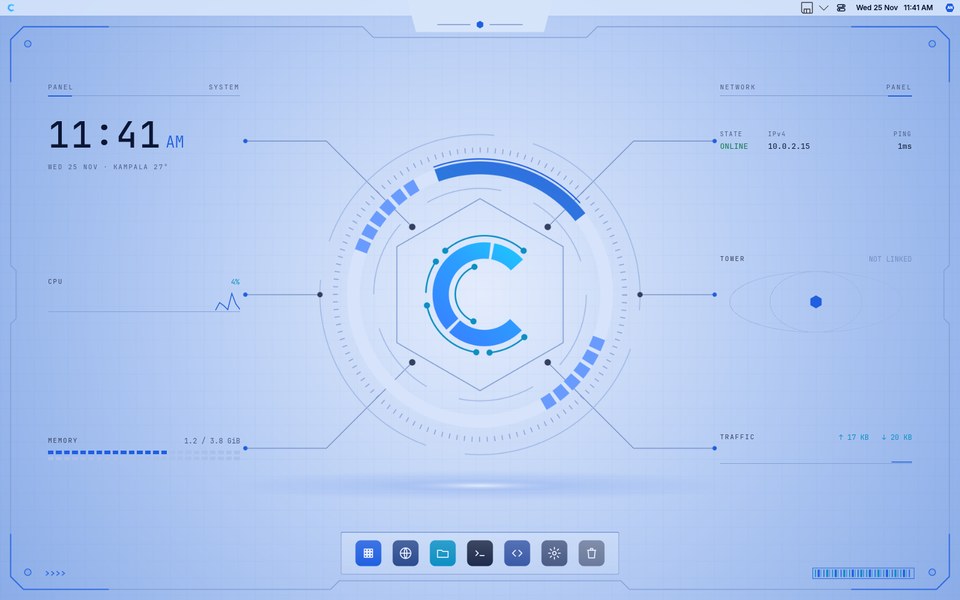 C
Wed 25 Nov 11:41 AM
PANEL SYSTEM
11:41 AM
WED 25 NOV · KAMPALA 27°
CPU 4%
MEMORY 1.2 / 3.8 GiB
NETWORK PANEL
STATE IPv4 PING
ONLINE 10.0.2.15 1ms
TOWER NOT LINKED
TRAFFIC ↑ 17 KB ↓ 20 KB
>>>>